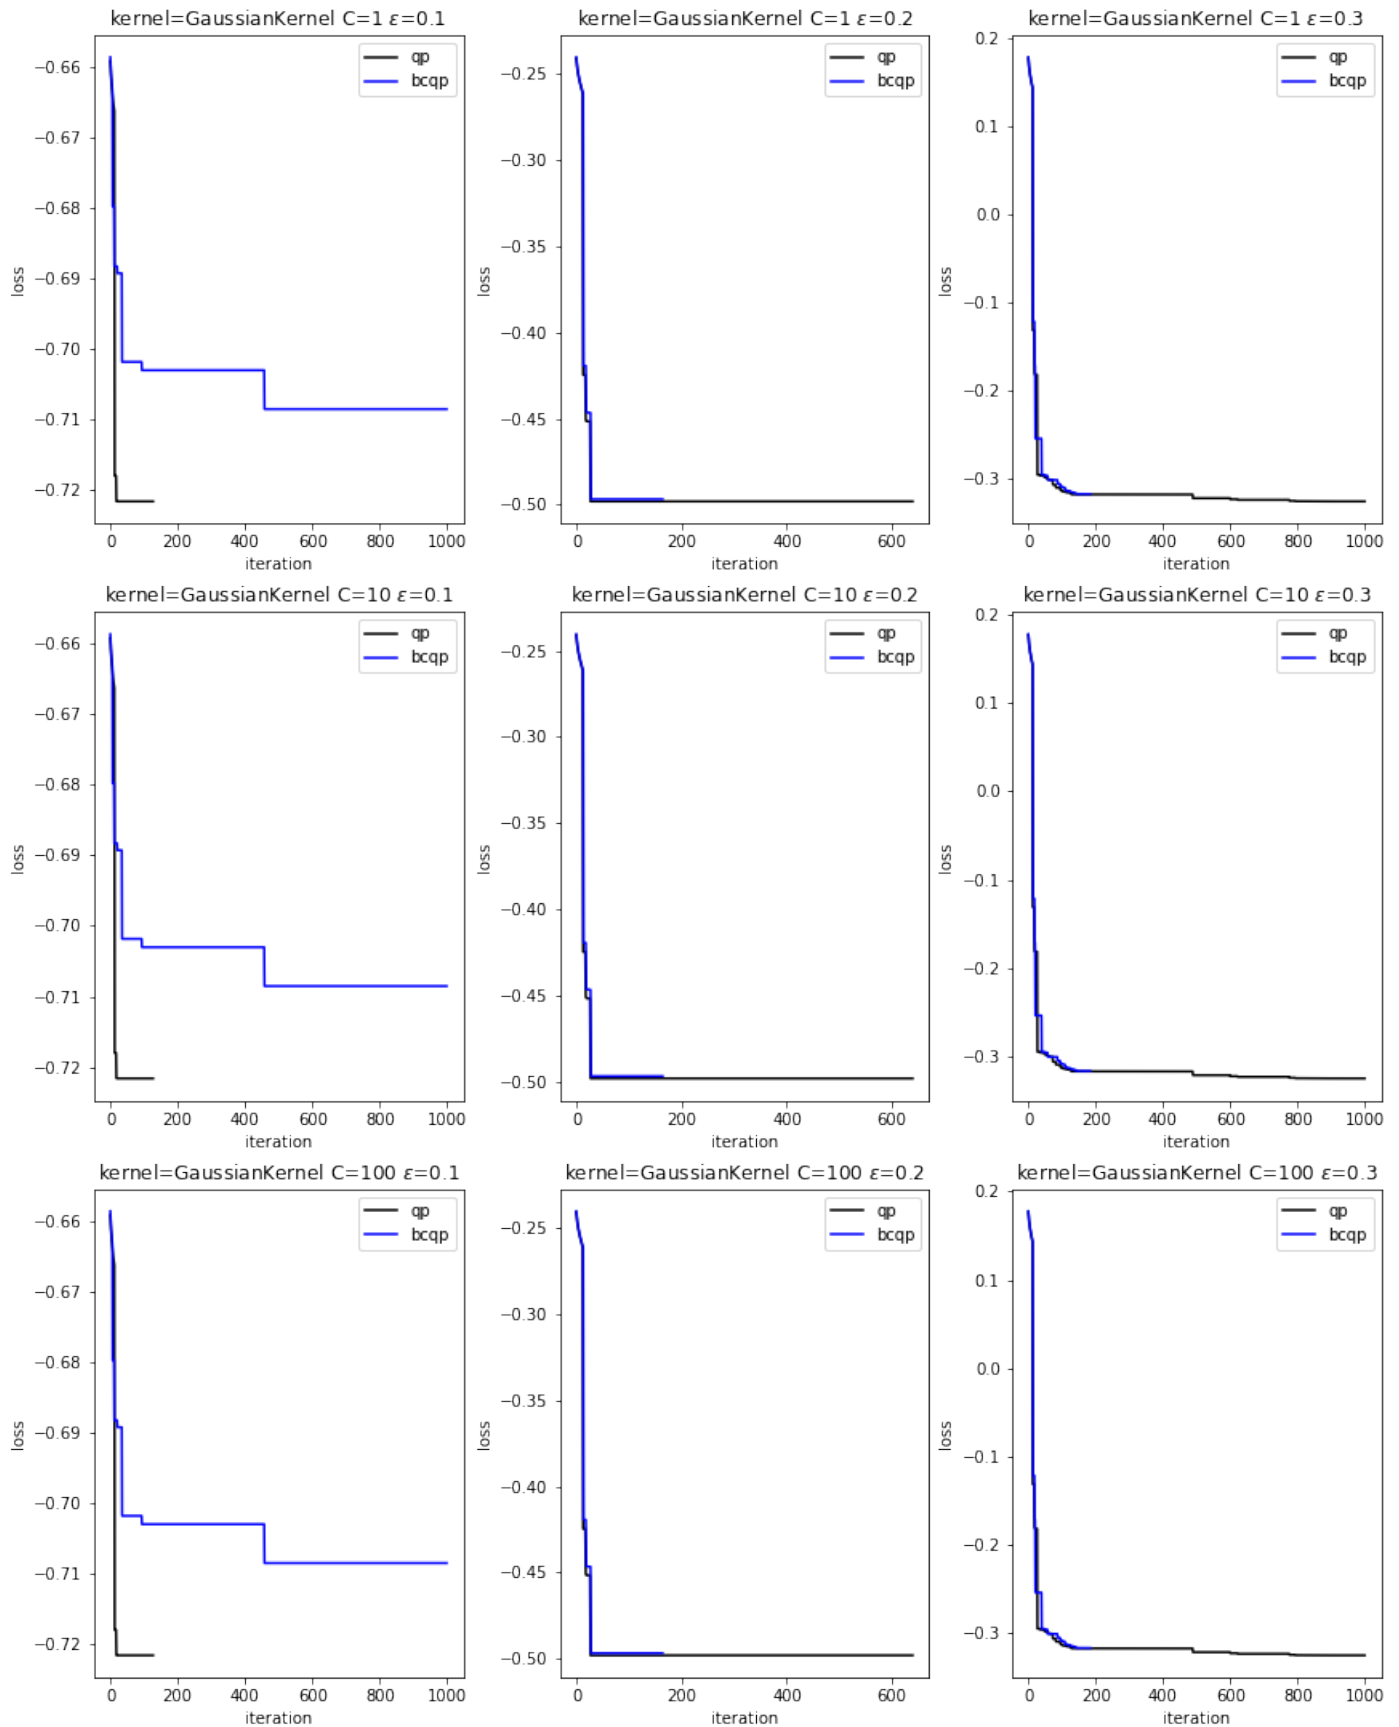 kernel=GaussianKernel C=1 ε=0.1
qp
bcqp
−0.66
−0.67
−0.68
−0.69
−0.70
−0.71
−0.72
loss
0 200 400 600 800 1000
iteration
kernel=GaussianKernel C=1 ε=0.2
qp
bcqp
−0.25
−0.30
−0.35
−0.40
−0.45
−0.50
loss
0 200 400 600
iteration
kernel=GaussianKernel C=1 ε=0.3
qp
bcqp
0.2
0.1
0.0
−0.1
−0.2
−0.3
loss
0 200 400 600 800 1000
iteration
kernel=GaussianKernel C=10 ε=0.1
qp
bcqp
−0.66
−0.67
−0.68
−0.69
−0.70
−0.71
−0.72
loss
0 200 400 600 800 1000
iteration
kernel=GaussianKernel C=10 ε=0.2
qp
bcqp
−0.25
−0.30
−0.35
−0.40
−0.45
−0.50
loss
0 200 400 600
iteration
kernel=GaussianKernel C=10 ε=0.3
qp
bcqp
0.2
0.1
0.0
−0.1
−0.2
−0.3
loss
0 200 400 600 800 1000
iteration
kernel=GaussianKernel C=100 ε=0.1
qp
bcqp
−0.66
−0.67
−0.68
−0.69
−0.70
−0.71
−0.72
loss
0 200 400 600 800 1000
iteration
kernel=GaussianKernel C=100 ε=0.2
qp
bcqp
−0.25
−0.30
−0.35
−0.40
−0.45
−0.50
loss
0 200 400 600
iteration
kernel=GaussianKernel C=100 ε=0.3
qp
bcqp
0.2
0.1
0.0
−0.1
−0.2
−0.3
loss
0 200 400 600 800 1000
iteration